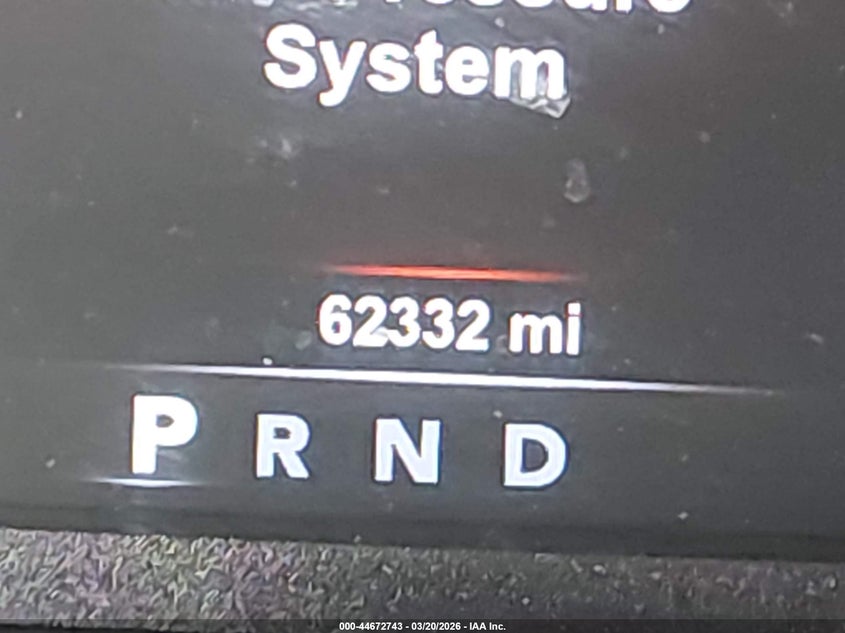 System
62332 mi
P R N D
000-44672743 - 03/20/2026 - IAA Inc.